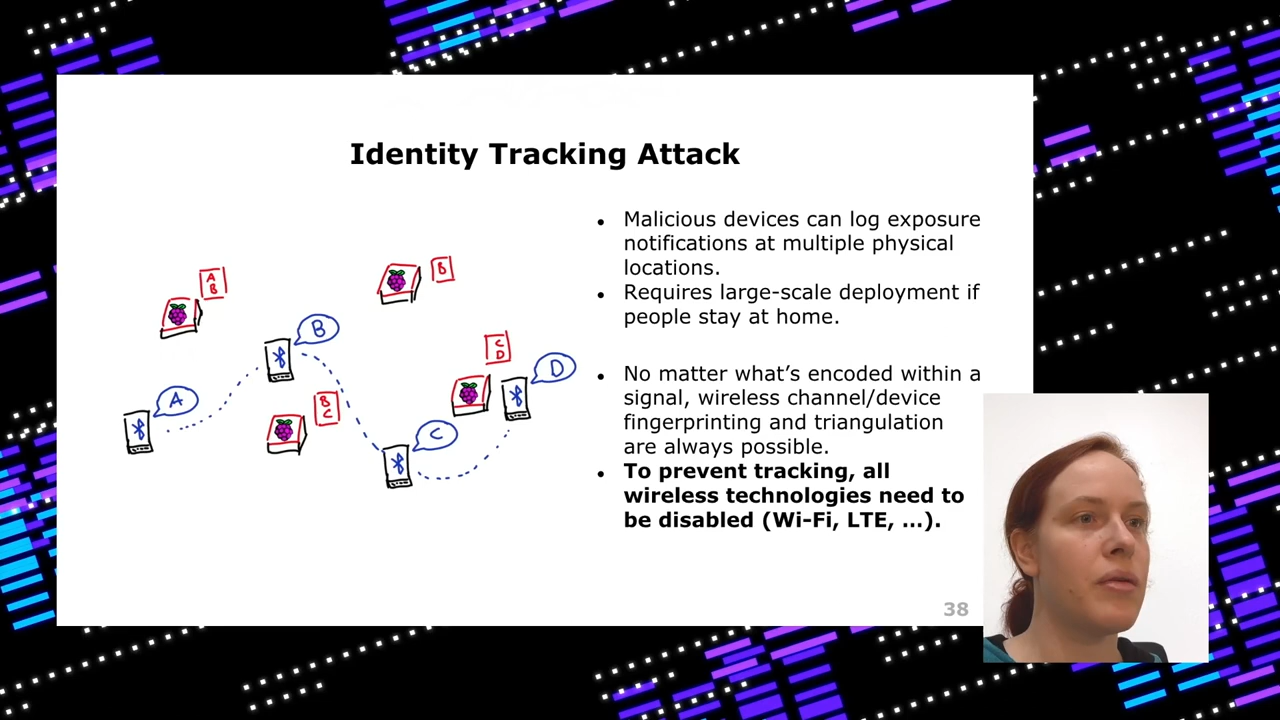 Identity Tracking Attack
• Malicious devices can log exposure
notifications at multiple physical
locations.
• Requires large-scale deployment if
people stay at home.
• No matter what's encoded within a
signal, wireless channel/device
fingerprinting and triangulation
are always possible.
• To prevent tracking, all
wireless technologies need to
be disabled (Wi-Fi, LTE, ...).
A
B
B
B
C
D
B
C
D
A
C
38